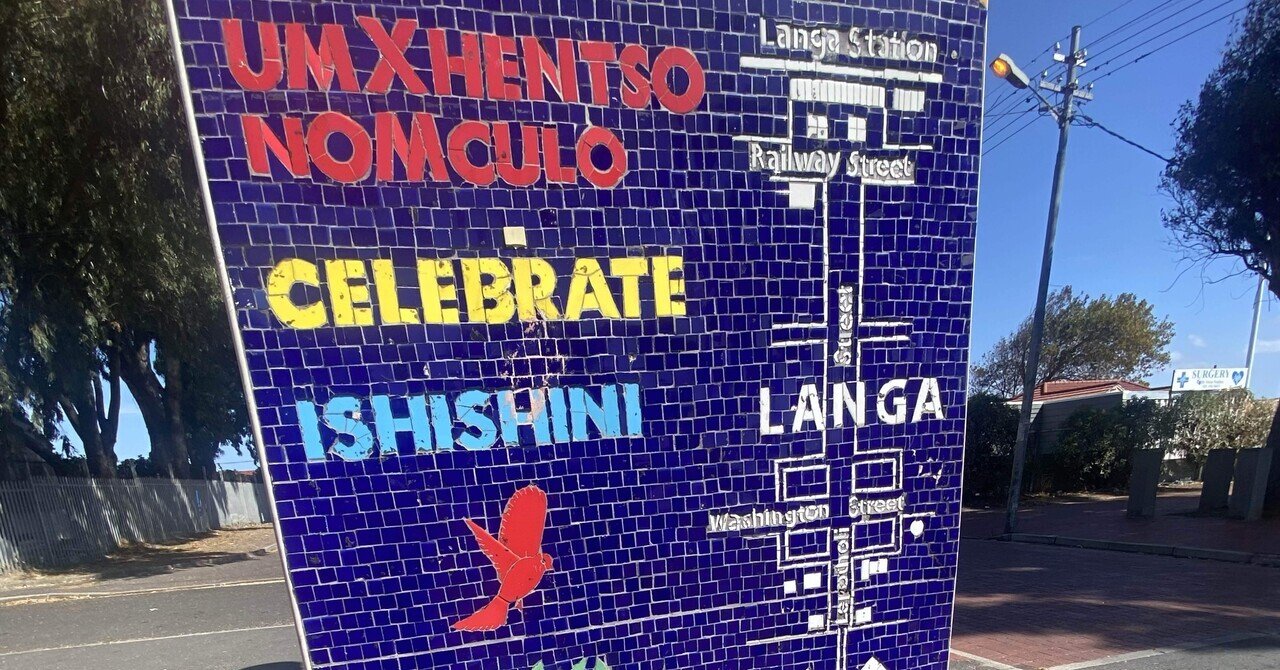 UMXHENTSO
NOMCULO
CELEBRATE
ISHISHINI
Langa Station
Railway Street
Street
LANGA
Washington Street
SURGERY